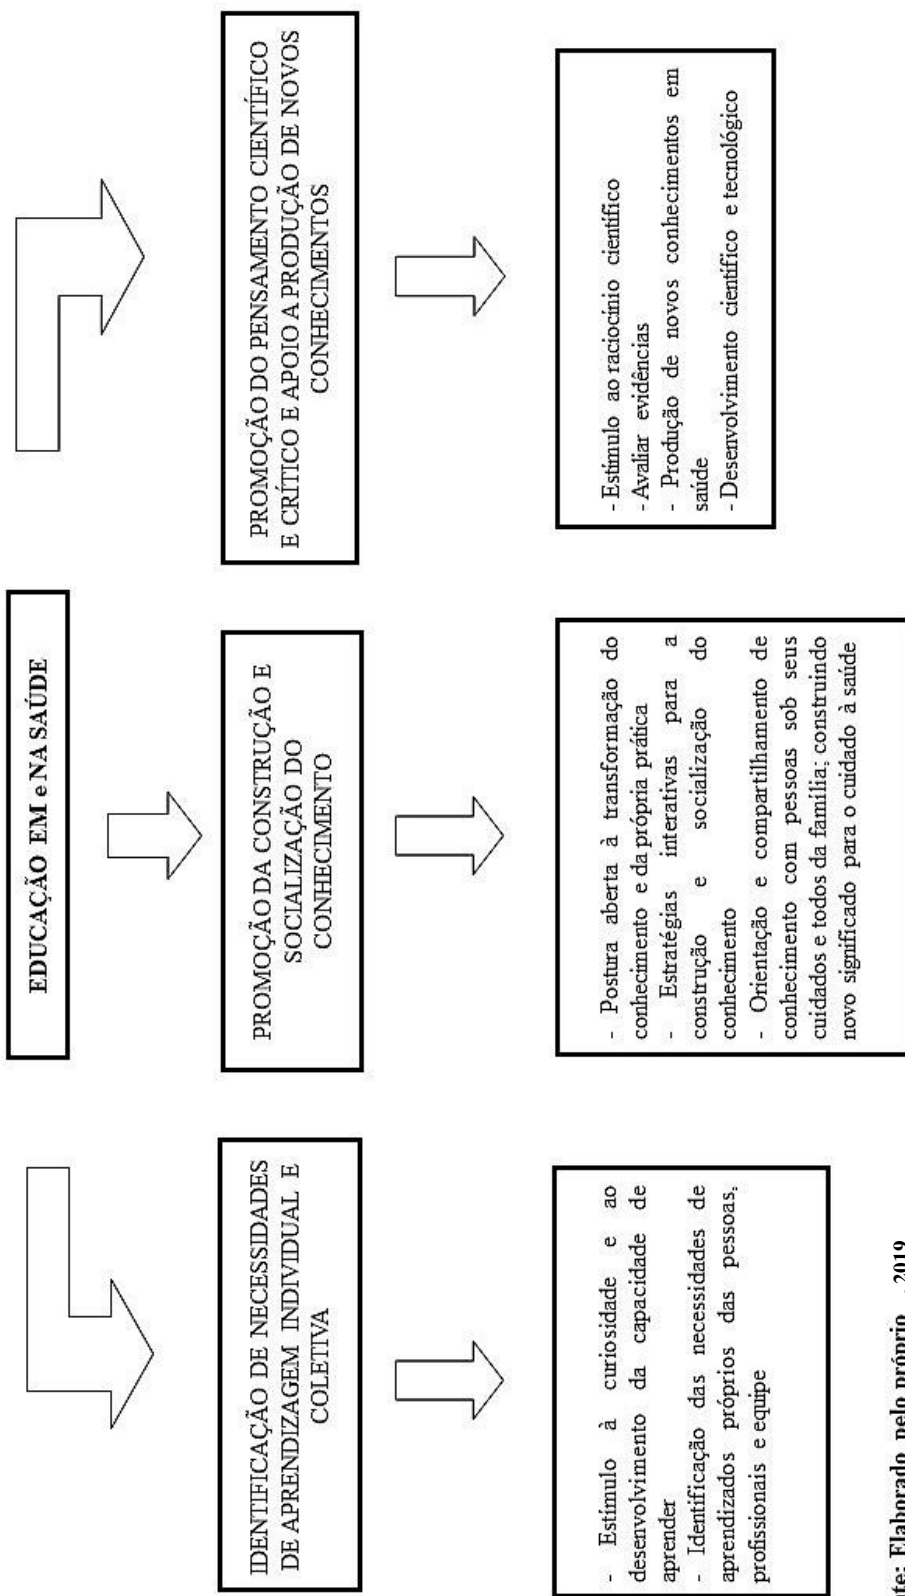 EDUCAÇÃO EM e NA SAÚDE
IDENTIFICAÇÃO DE NECESSIDADES
DE APRENDIZAGEM INDIVIDUAL E
COLETIVA
PROMOÇÃO DA CONSTRUÇÃO E
SOCIALIZAÇÃO DO
CONHECIMENTO
PROMOÇÃO DO PENSAMENTO CIENTÍFICO
E CRÍTICO E APOIO A PRODUÇÃO DE NOVOS
CONHECIMENTOS
- Estímulo à curiosidade e ao
desenvolvimento da capacidade de
aprender
- Identificação das necessidades de
aprendizados próprios das pessoas,
profissionais e equipe
- Postura aberta à transformação do
conhecimento e da própria prática
- Estratégias interativas para a
construção e socialização do
conhecimento
- Orientação e compartilhamento de
conhecimento com pessoas sob seus
cuidados e todos da família; construindo
novo significado para o cuidado à saúde
- Estímulo ao raciocínio científico
- Avaliar evidências
- Produção de novos conhecimentos em
saúde
- Desenvolvimento científico e tecnológico
Elaborado pelo próprio 2019